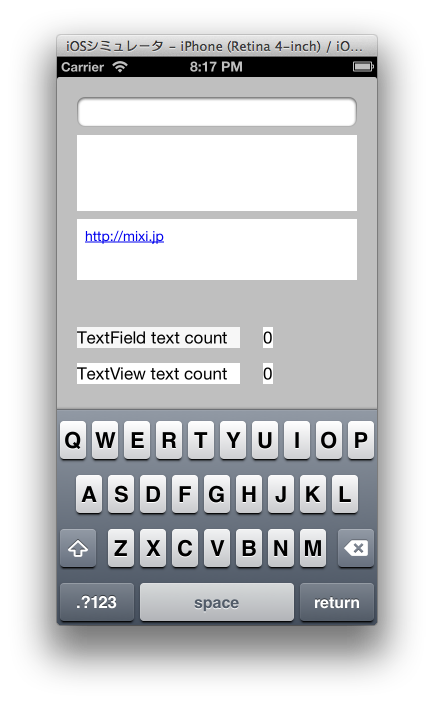 iOSシミュレータ - iPhone (Retina 4-inch) / iO...
Carrier 8:17 PM
http://mixi.jp
TextField text count 0
TextView text count 0
Q W E R T Y U I O P
A S D F G H J K L
Z X C V B N M
.?123 space return